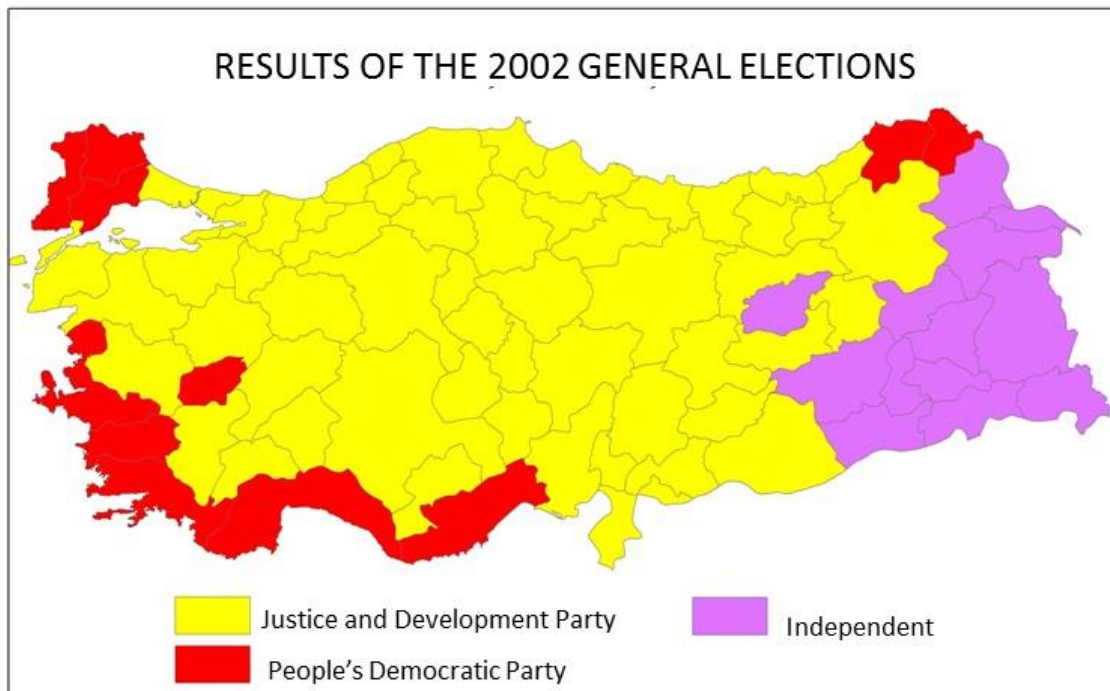 RESULTS OF THE 2002 GENERAL ELECTIONS
Justice and Development Party
Independent
People’s Democratic Party